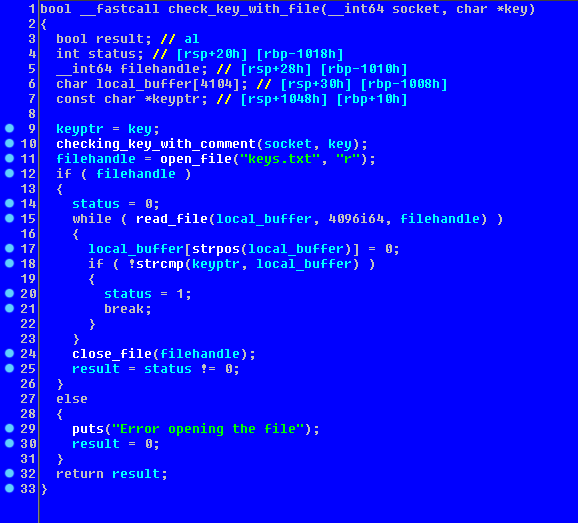 1 bool __fastcall check_key_with_file(__int64 socket, char *key)
2 {
3   bool result; // al
4   int status; // [rsp+20h] [rbp-1018h]
5   __int64 filehandle; // [rsp+28h] [rbp-1010h]
6   char local_buffer[4104]; // [rsp+30h] [rbp-1008h]
7   const char *keyptr; // [rsp+1048h] [rbp+10h]
8
9   keyptr = key;
10   checking_key_with_comment(socket, key);
11   filehandle = open_file("keys.txt", "r");
12   if ( filehandle )
13   {
14     status = 0;
15     while ( read_file(local_buffer, 4096i64, filehandle) )
16     {
17       local_buffer[strpos(local_buffer)] = 0;
18       if ( !strcmp(keyptr, local_buffer) )
19       {
20         status = 1;
21         break;
22       }
23     }
24     close_file(filehandle);
25     result = status != 0;
26   }
27   else
28   {
29     puts("Error opening the file");
30     result = 0;
31   }
32   return result;
33 }